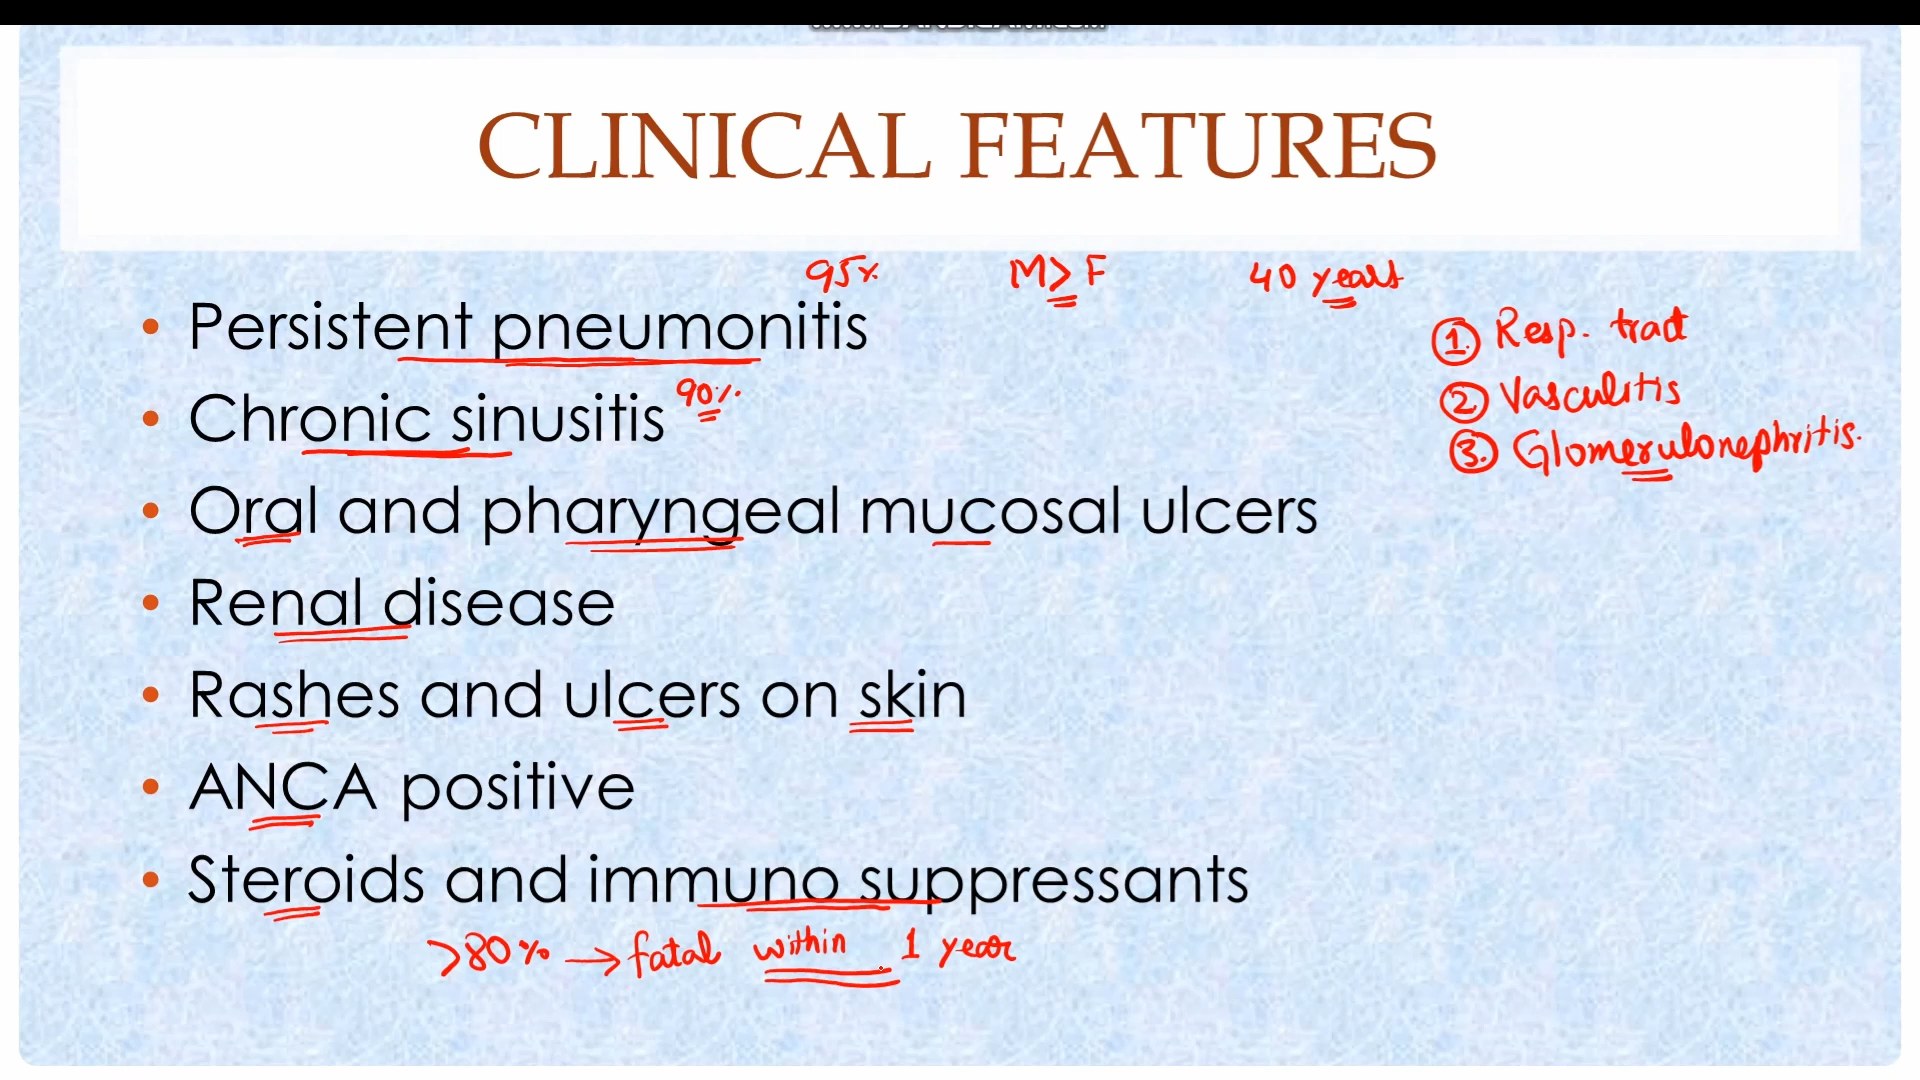 CLINICAL FEATURES
95% M>F 40 years
• Persistent pneumonitis
① Resp. tract
• Chronic sinusitis 90%
② Vasculitis
③ Glomerulonephritis.
• Oral and pharyngeal mucosal ulcers
• Renal disease
• Rashes and ulcers on skin
• ANCA positive
• Steroids and immuno suppressants
>80% → fatal within 1 year